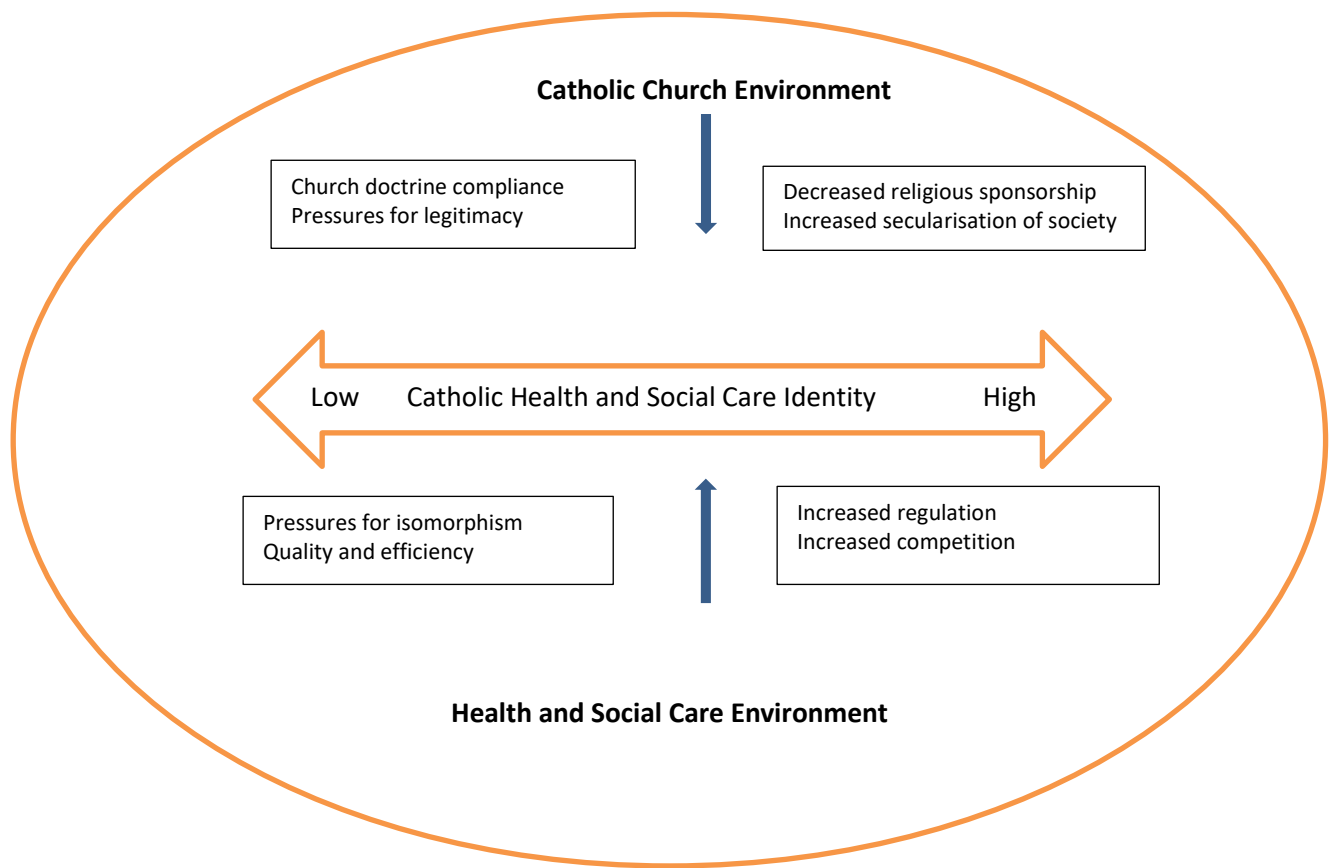 Catholic Church Environment
Church doctrine compliance
Pressures for legitimacy
Decreased religious sponsorship
Increased secularisation of society
Low Catholic Health and Social Care Identity High
Pressures for isomorphism
Quality and efficiency
Increased regulation
Increased competition
Health and Social Care Environment